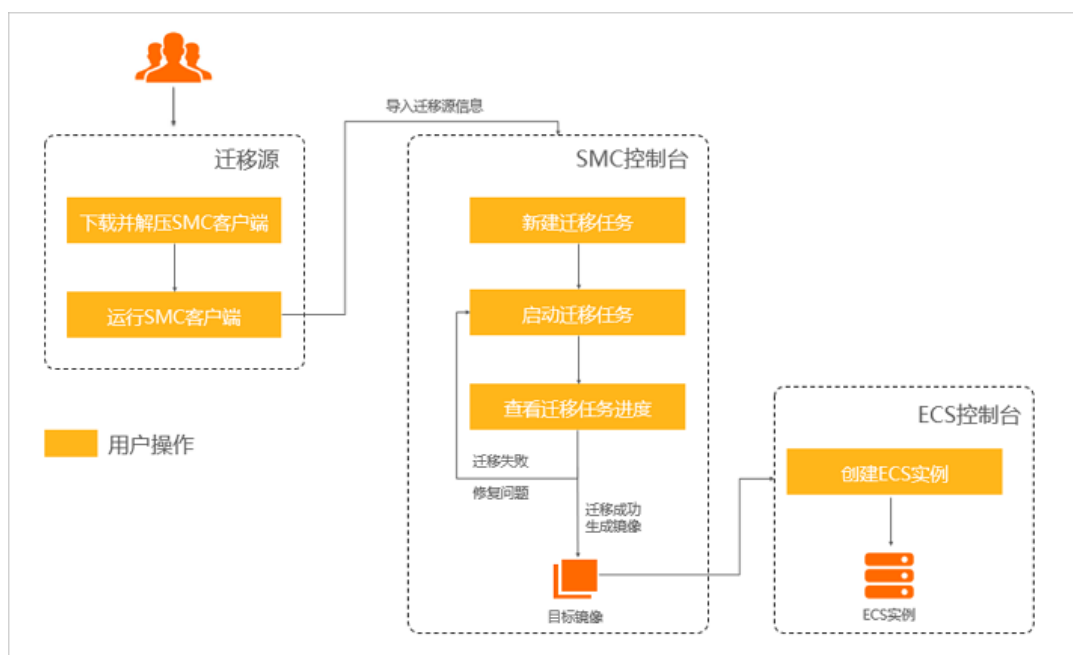 导入迁移源信息
迁移源
下载并解压SMC客户端
运行SMC客户端
用户操作
SMC控制台
新建迁移任务
启动迁移任务
查看迁移任务进度
迁移失败
修复问题
迁移成功
生成镜像
目标镜像
ECS控制台
创建ECS实例
ECS实例